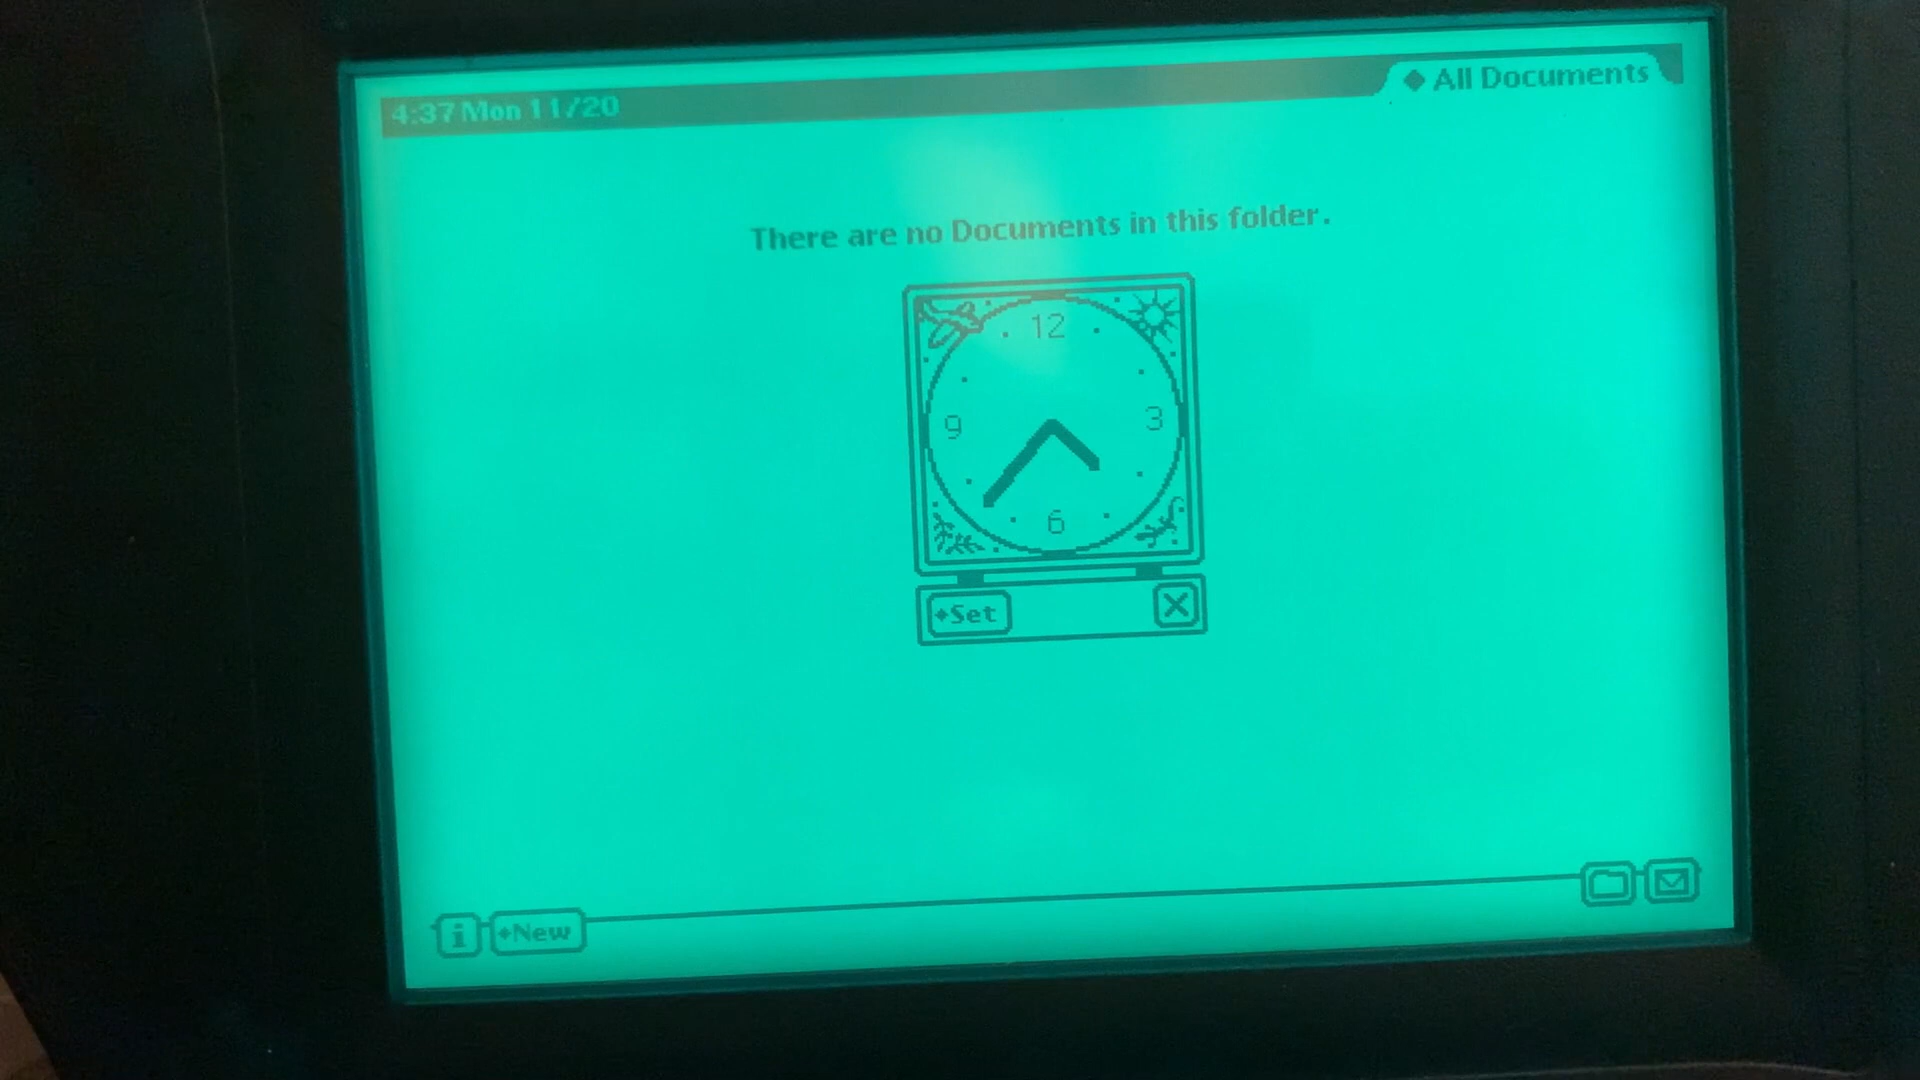 4:37 Mon 11/20
◆ All Documents
There are no Documents in this folder.
12
9
3
6
◆Set
X
i
◆New